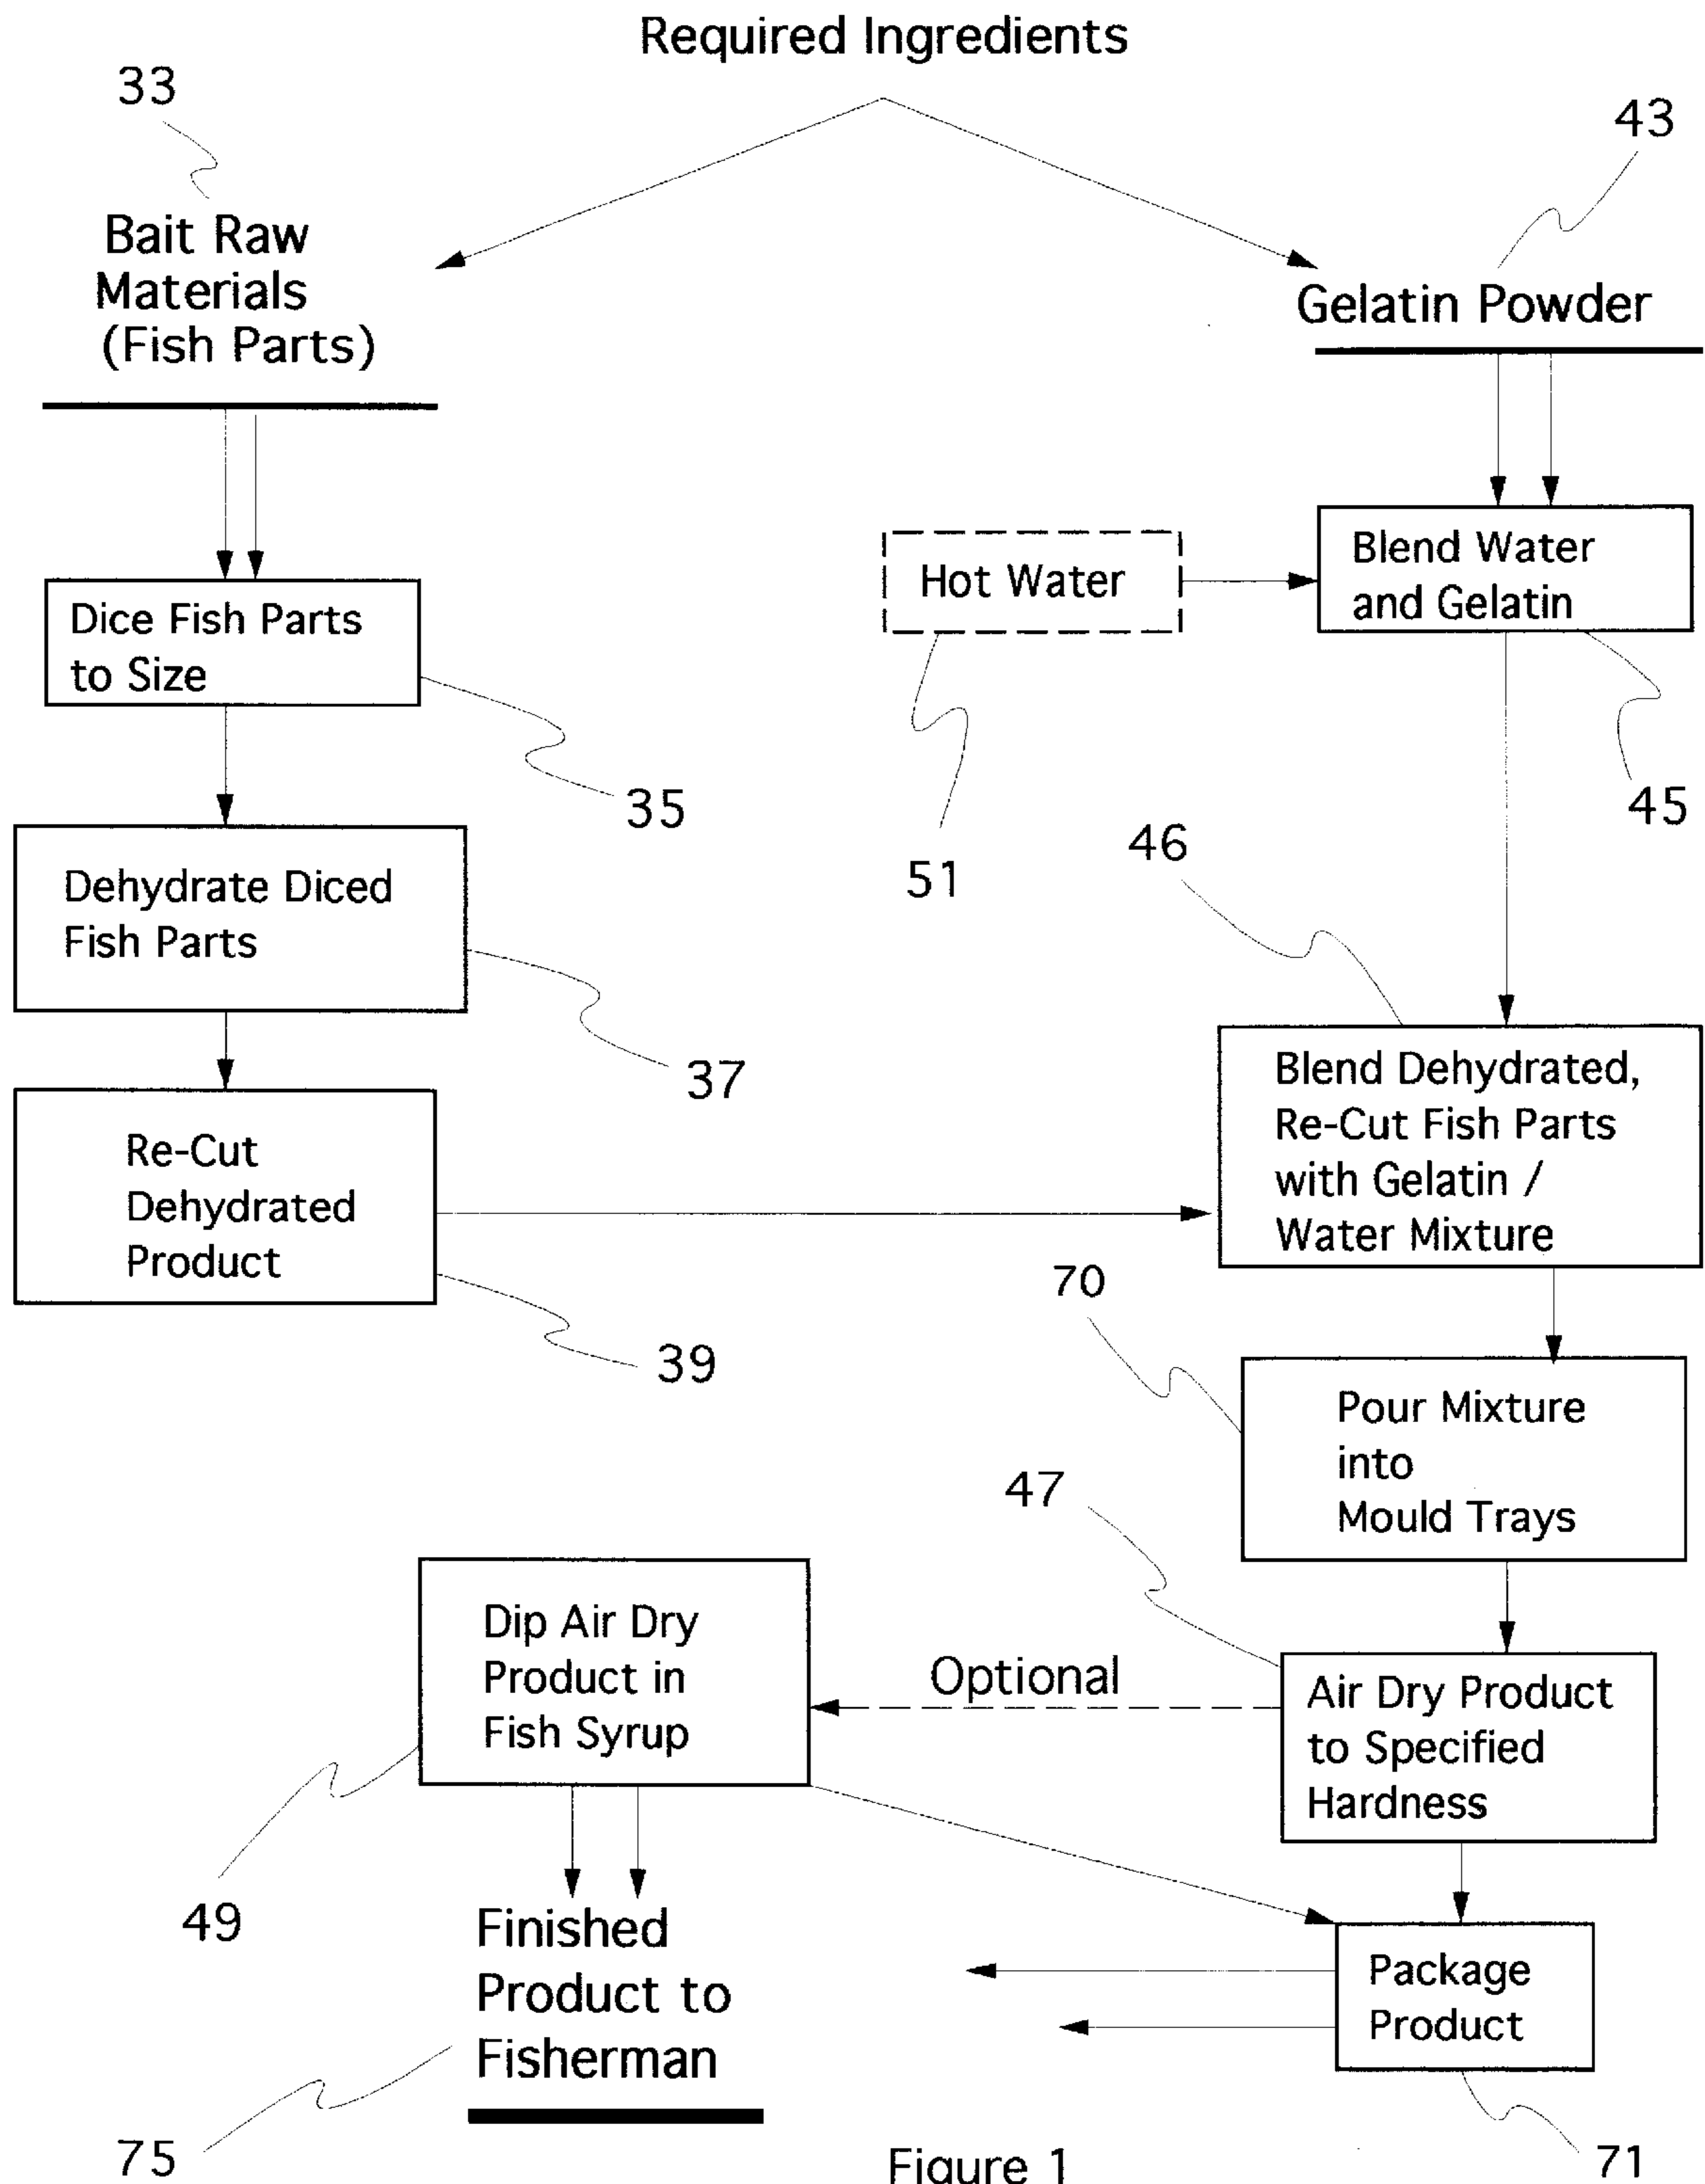 Required Ingredients
33
43
Bait Raw
Materials
(Fish Parts)
Gelatin Powder
Hot Water
Blend Water
and Gelatin
Dice Fish Parts
to Size
35
51
45
46
Dehydrate Diced
Fish Parts
37
Blend Dehydrated,
Re-Cut Fish Parts
with Gelatin /
Water Mixture
Re-Cut
Dehydrated
Product
39
70
Pour Mixture
into
Mould Trays
47
Dip Air Dry
Product in
Fish Syrup
Optional
Air Dry Product
to Specified
Hardness
49
Finished
Product to
Fisherman
Package
Product
75
Figure 1
71